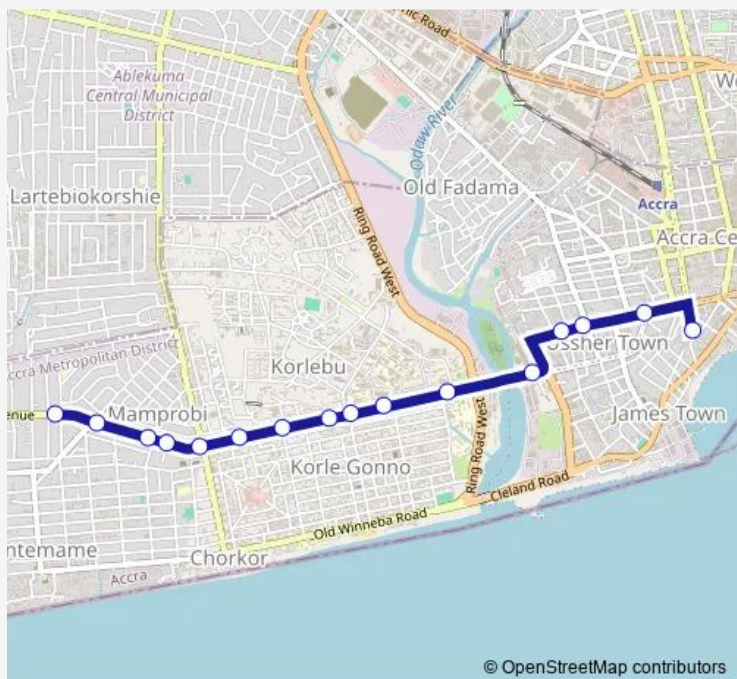 Ablekuma
Central Municipal
District
Odaw River
Lartebiokorshie
Old Fadama
Accra
Ring Road West
Accra Ce
Korlebu
Ussher Town
Accra Metropolitan District
enue
Mamprobi
James Town
Ring Road West
Korle Gonno
Cleland Road
Old Winneba Road
ntemame
Chorkor
Accra
© OpenStreetMap contributors